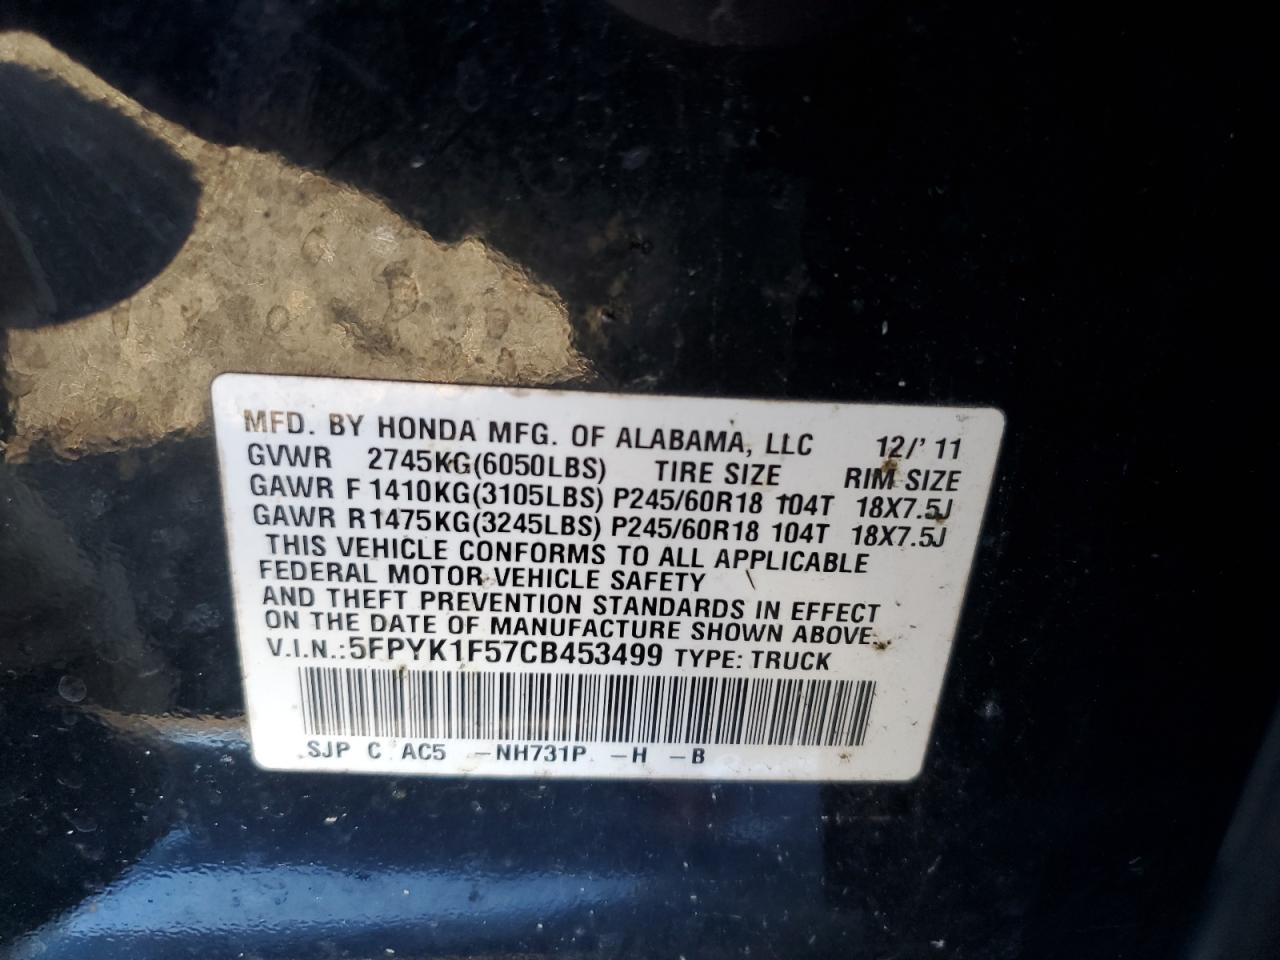 MFD. BY HONDA MFG. OF ALABAMA, LLC 12/'11
GVWR 2745KG(6050LBS) TIRE SIZE RIM SIZE
GAWR F 1410KG(3105LBS) P245/60R18 104T 18X7.5J
GAWR R 1475KG(3245LBS) P245/60R18 104T 18X7.5J
THIS VEHICLE CONFORMS TO ALL APPLICABLE
FEDERAL MOTOR VEHICLE SAFETY
AND THEFT PREVENTION STANDARDS IN EFFECT
ON THE DATE OF MANUFACTURE SHOWN ABOVE.
V.I.N.:5FPYK1F57CB453499 TYPE: TRUCK
SJP C AC5 -NH731P -H -B